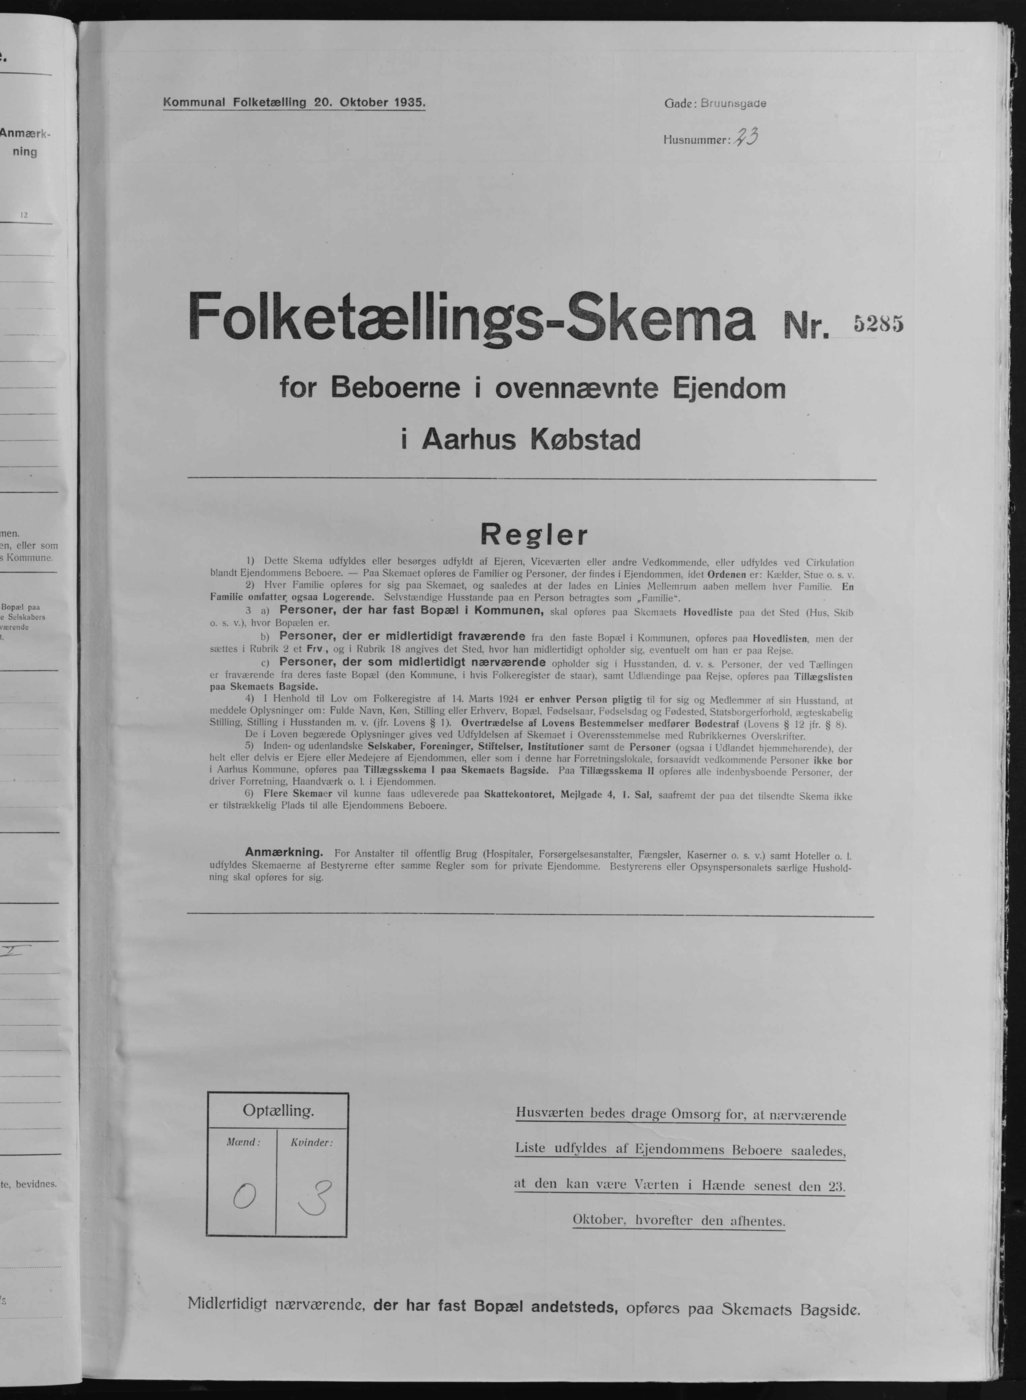 Kommunal Folketælling 20. Oktober 1935.
Gade: Bruunsgade
Husnummer: 23
Folketællings-Skema Nr. 5285
for Beboerne i ovennævnte Ejendom
i Aarhus Købstad
Regler
1) Dette Skema udfyldes eller besørges udfyldt af Ejeren, Viceværten eller andre Vedkommende, eller udfyldes ved Cirkulation
blandt Ejendommens Beboere. — Paa Skemaet opføres de Familier og Personer, der findes i Ejendommen, idet Ordenen er: Kælder, Stue o. s. v.
2) Hver Familie opføres for sig paa Skemaet, og saaledes at der lades en Linies Mellemrum aaben mellem hver Familie. En
Familie omfatter ogsaa Logerende. Selvstændige Husstande paa en Person betragtes som „Familie“.
3 a) Personer, der har fast Bopæl i Kommunen, skal opføres paa Skemaets Hovedliste paa det Sted (Hus, Skib
o. s. v.), hvor Bopælen er.
b) Personer, der er midlertidigt fraværende fra den faste Bopæl i Kommunen, opføres paa Hovedlisten, men der
sættes i Rubrik 2 et Frv., og i Rubrik 18 angives det Sted, hvor han midlertidigt opholder sig, eventuelt om han er paa Rejse.
c) Personer, der som midlertidigt nærværende opholder sig i Husstanden, d. v. s. Personer, der ved Tællingen
er fraværende fra deres faste Bopæl (den Kommune, i hvis Folkeregister de staar), samt Udlændinge paa Rejse, opføres paa Tillægslisten
paa Skemaets Bagside.
4) I Henhold til Lov om Folkeregistre af 14. Marts 1924 er enhver Person pligtig til for sig og Medlemmer af sin Husstand, at
meddele Oplysninger om: Fulde Navn, Køn, Stilling eller Erhverv, Bopæl, Fødselsaar, Fødselsdag og Fødested, Statsborgerforhold, ægteskabelig
Stilling, Stilling i Husstanden m. v. (jfr. Lovens § 1). Overtrædelse af Lovens Bestemmelser medfører Bødestraf (Lovens § 12 jfr. § 8).
De i Loven begærede Oplysninger gives ved Udfyldelsen af Skemaet i Overensstemmelse med Rubrikkernes Overskrifter.
5) Inden- og udenlandske Selskaber, Foreninger, Stiftelser, Institutioner samt de Personer (ogsaa i Udlandet hjemmehørende), der
helt eller delvis er Ejere eller Medejere af Ejendommen, eller som i denne har Forretningslokale, forsaavidt vedkommende Personer ikke bor
i Aarhus Kommune, opføres paa Tillægsskema I paa Skemaets Bagside. Paa Tillægsskema II opføres alle indenbysboende Personer, der
driver Forretning, Haandværk o. l. i Ejendommen.
6) Flere Skemaer vil kunne faas udleverede paa Skattekontoret, Mejlgade 4, 1. Sal, saafremt der paa det tilsendte Skema ikke
er tilstrækkelig Plads til alle Ejendommens Beboere.
Anmærkning. For Anstalter til offentlig Brug (Hospitaler, Forsørgelsesanstalter, Fængsler, Kaserner o. s. v.) samt Hoteller o. l.
udfyldes Skemaerne af Bestyrerne efter samme Regler som for private Ejendomme. Bestyrerens eller Opsynspersonalets særlige Hushold-
ning skal opføres for sig.
Optælling.
Mænd: Kvinder:
0 3
Husværten bedes drage Omsorg for, at nærværende
Liste udfyldes af Ejendommens Beboere saaledes,
at den kan være Værten i Hænde senest den 23.
Oktober, hvorefter den afhentes.
Midlertidigt nærværende, der har fast Bopæl andetsteds, opføres paa Skemaets Bagside.
Anmærk-
ning
12
en, eller som
s Kommune.
Bopæl paa
e Selskabers
værende
te, bevidnes.